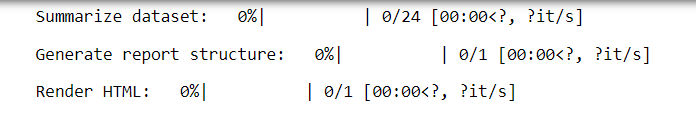 Summarize dataset:   0%|          | 0/24 [00:00<?, ?it/s]
Generate report structure:   0%|          | 0/1 [00:00<?, ?it/s]
Render HTML:   0%|          | 0/1 [00:00<?, ?it/s]